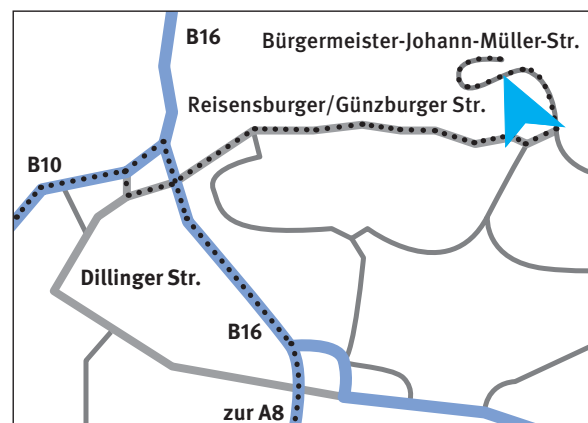 B16
Bürgermeister-Johann-Müller-Str.
Reisensburger/Günzburger Str.
B10
Dillinger Str.
B16
zur A8